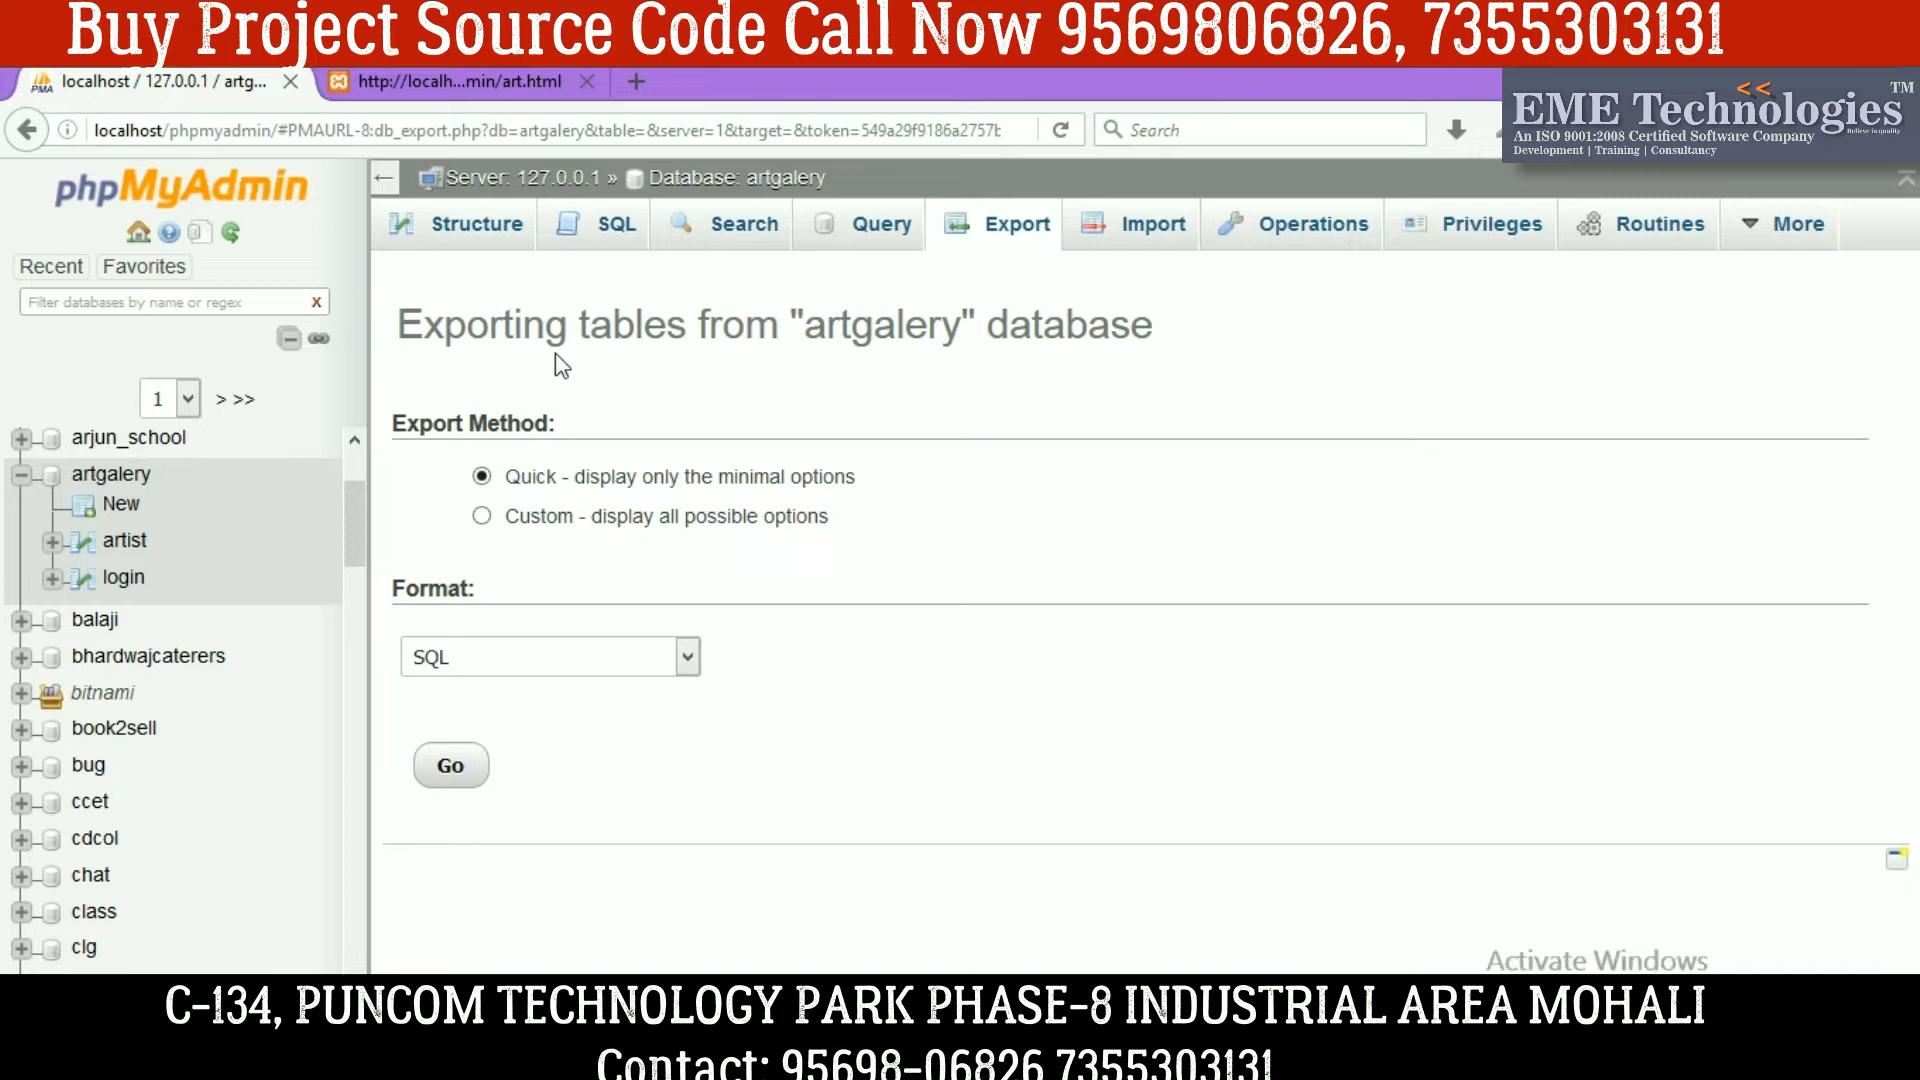 Buy Project Source Code Call Now 9569806826, 7355303131
localhost / 127.0.0.1 / artg...
http://localh...min/art.html
localhost/phpmyadmin/#PMAURL-8:db_export.php?db=artgalery&table=&server=1&target=&token=549a29f9186a2757b
Search
EME Technologies TM
An ISO 9001:2008 Certified Software Company
Believe in quality
Development | Training | Consultancy
PMA
phpMyAdmin
Server: 127.0.0.1 » Database: artgalery
Structure SQL Search Query Export Import Operations Privileges Routines More
Recent Favorites
Filter databases by name or regex X
1 > >>
arjun_school
artgalery
New
artist
login
balaji
bhardwajcaterers
bitnami
book2sell
bug
ccet
cdcol
chat
class
clg
Exporting tables from "artgalery" database
Export Method:
Quick - display only the minimal options
Custom - display all possible options
Format:
SQL
Go
Activate Windows
C-134, PUNCOM TECHNOLOGY PARK PHASE-8 INDUSTRIAL AREA MOHALI
Contact: 95698-06826 7355303131